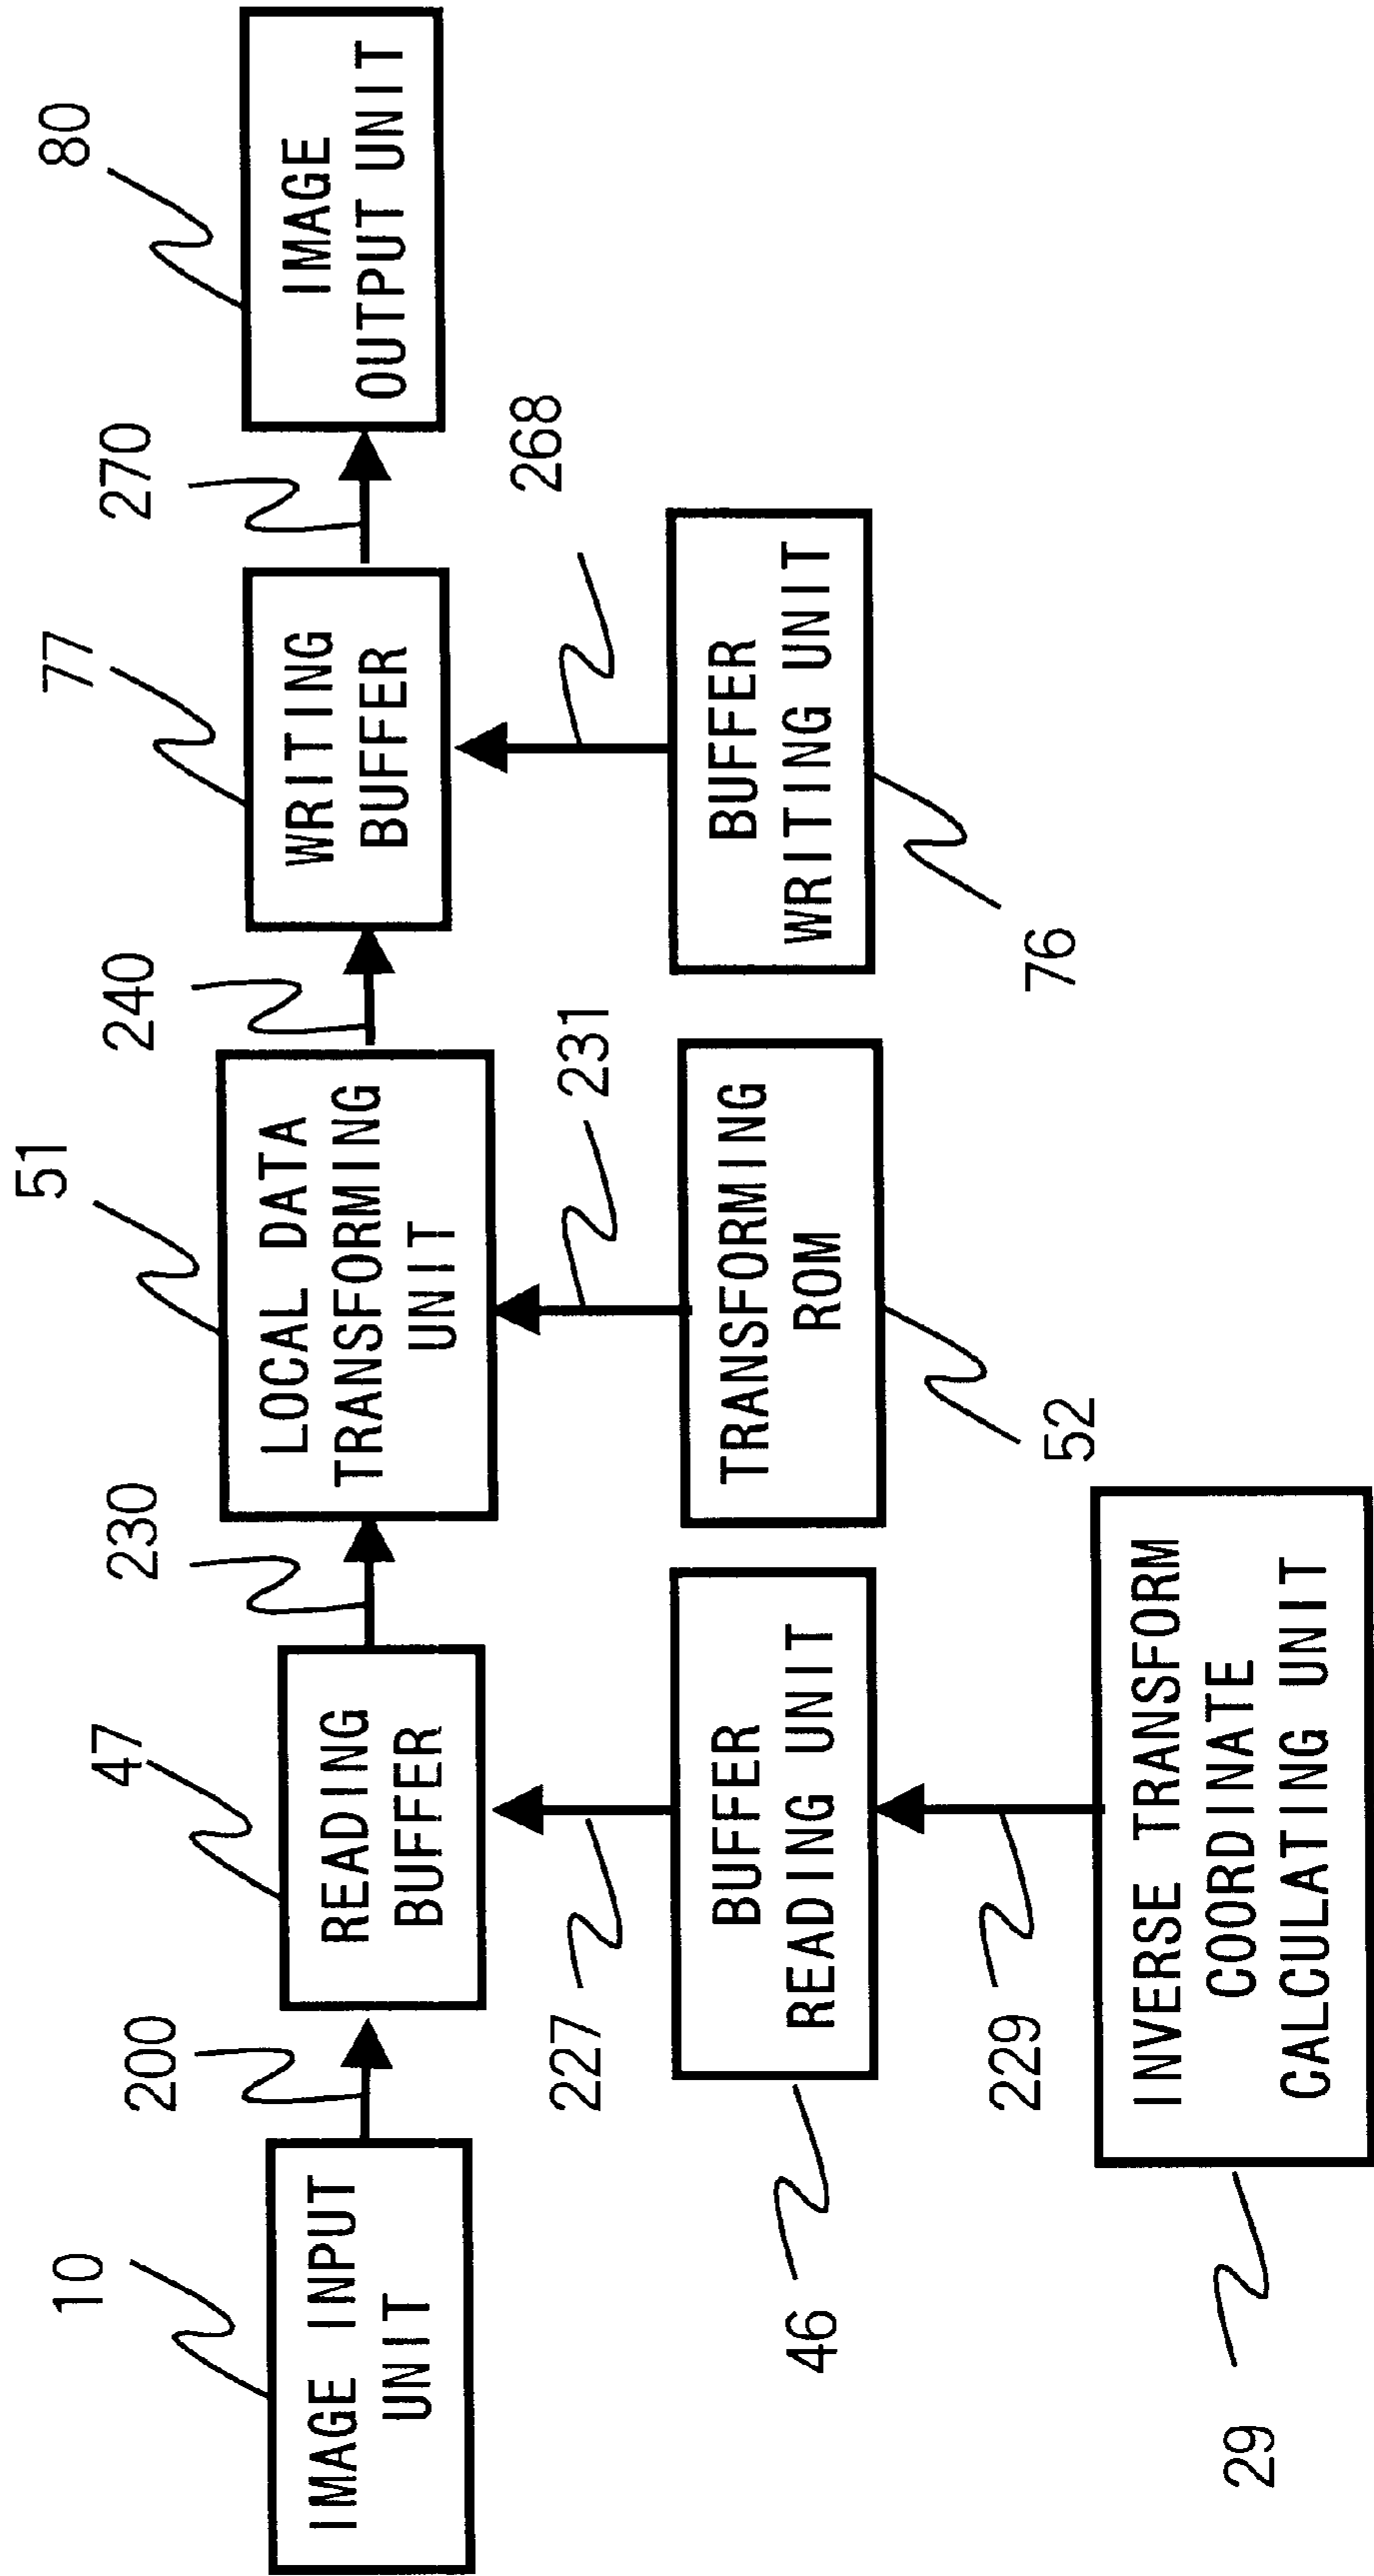 10
IMAGE INPUT
UNIT
200
47
READING
BUFFER
230
51
LOCAL DATA
TRANSFORMING
UNIT
240
77
WRITING
BUFFER
270
80
IMAGE
OUTPUT UNIT
227
BUFFER
READING UNIT
46
231
TRANSFORMING
ROM
52
268
BUFFER
WRITING UNIT
76
229
INVERSE TRANSFORM
COORDINATE
CALCULATING UNIT
29